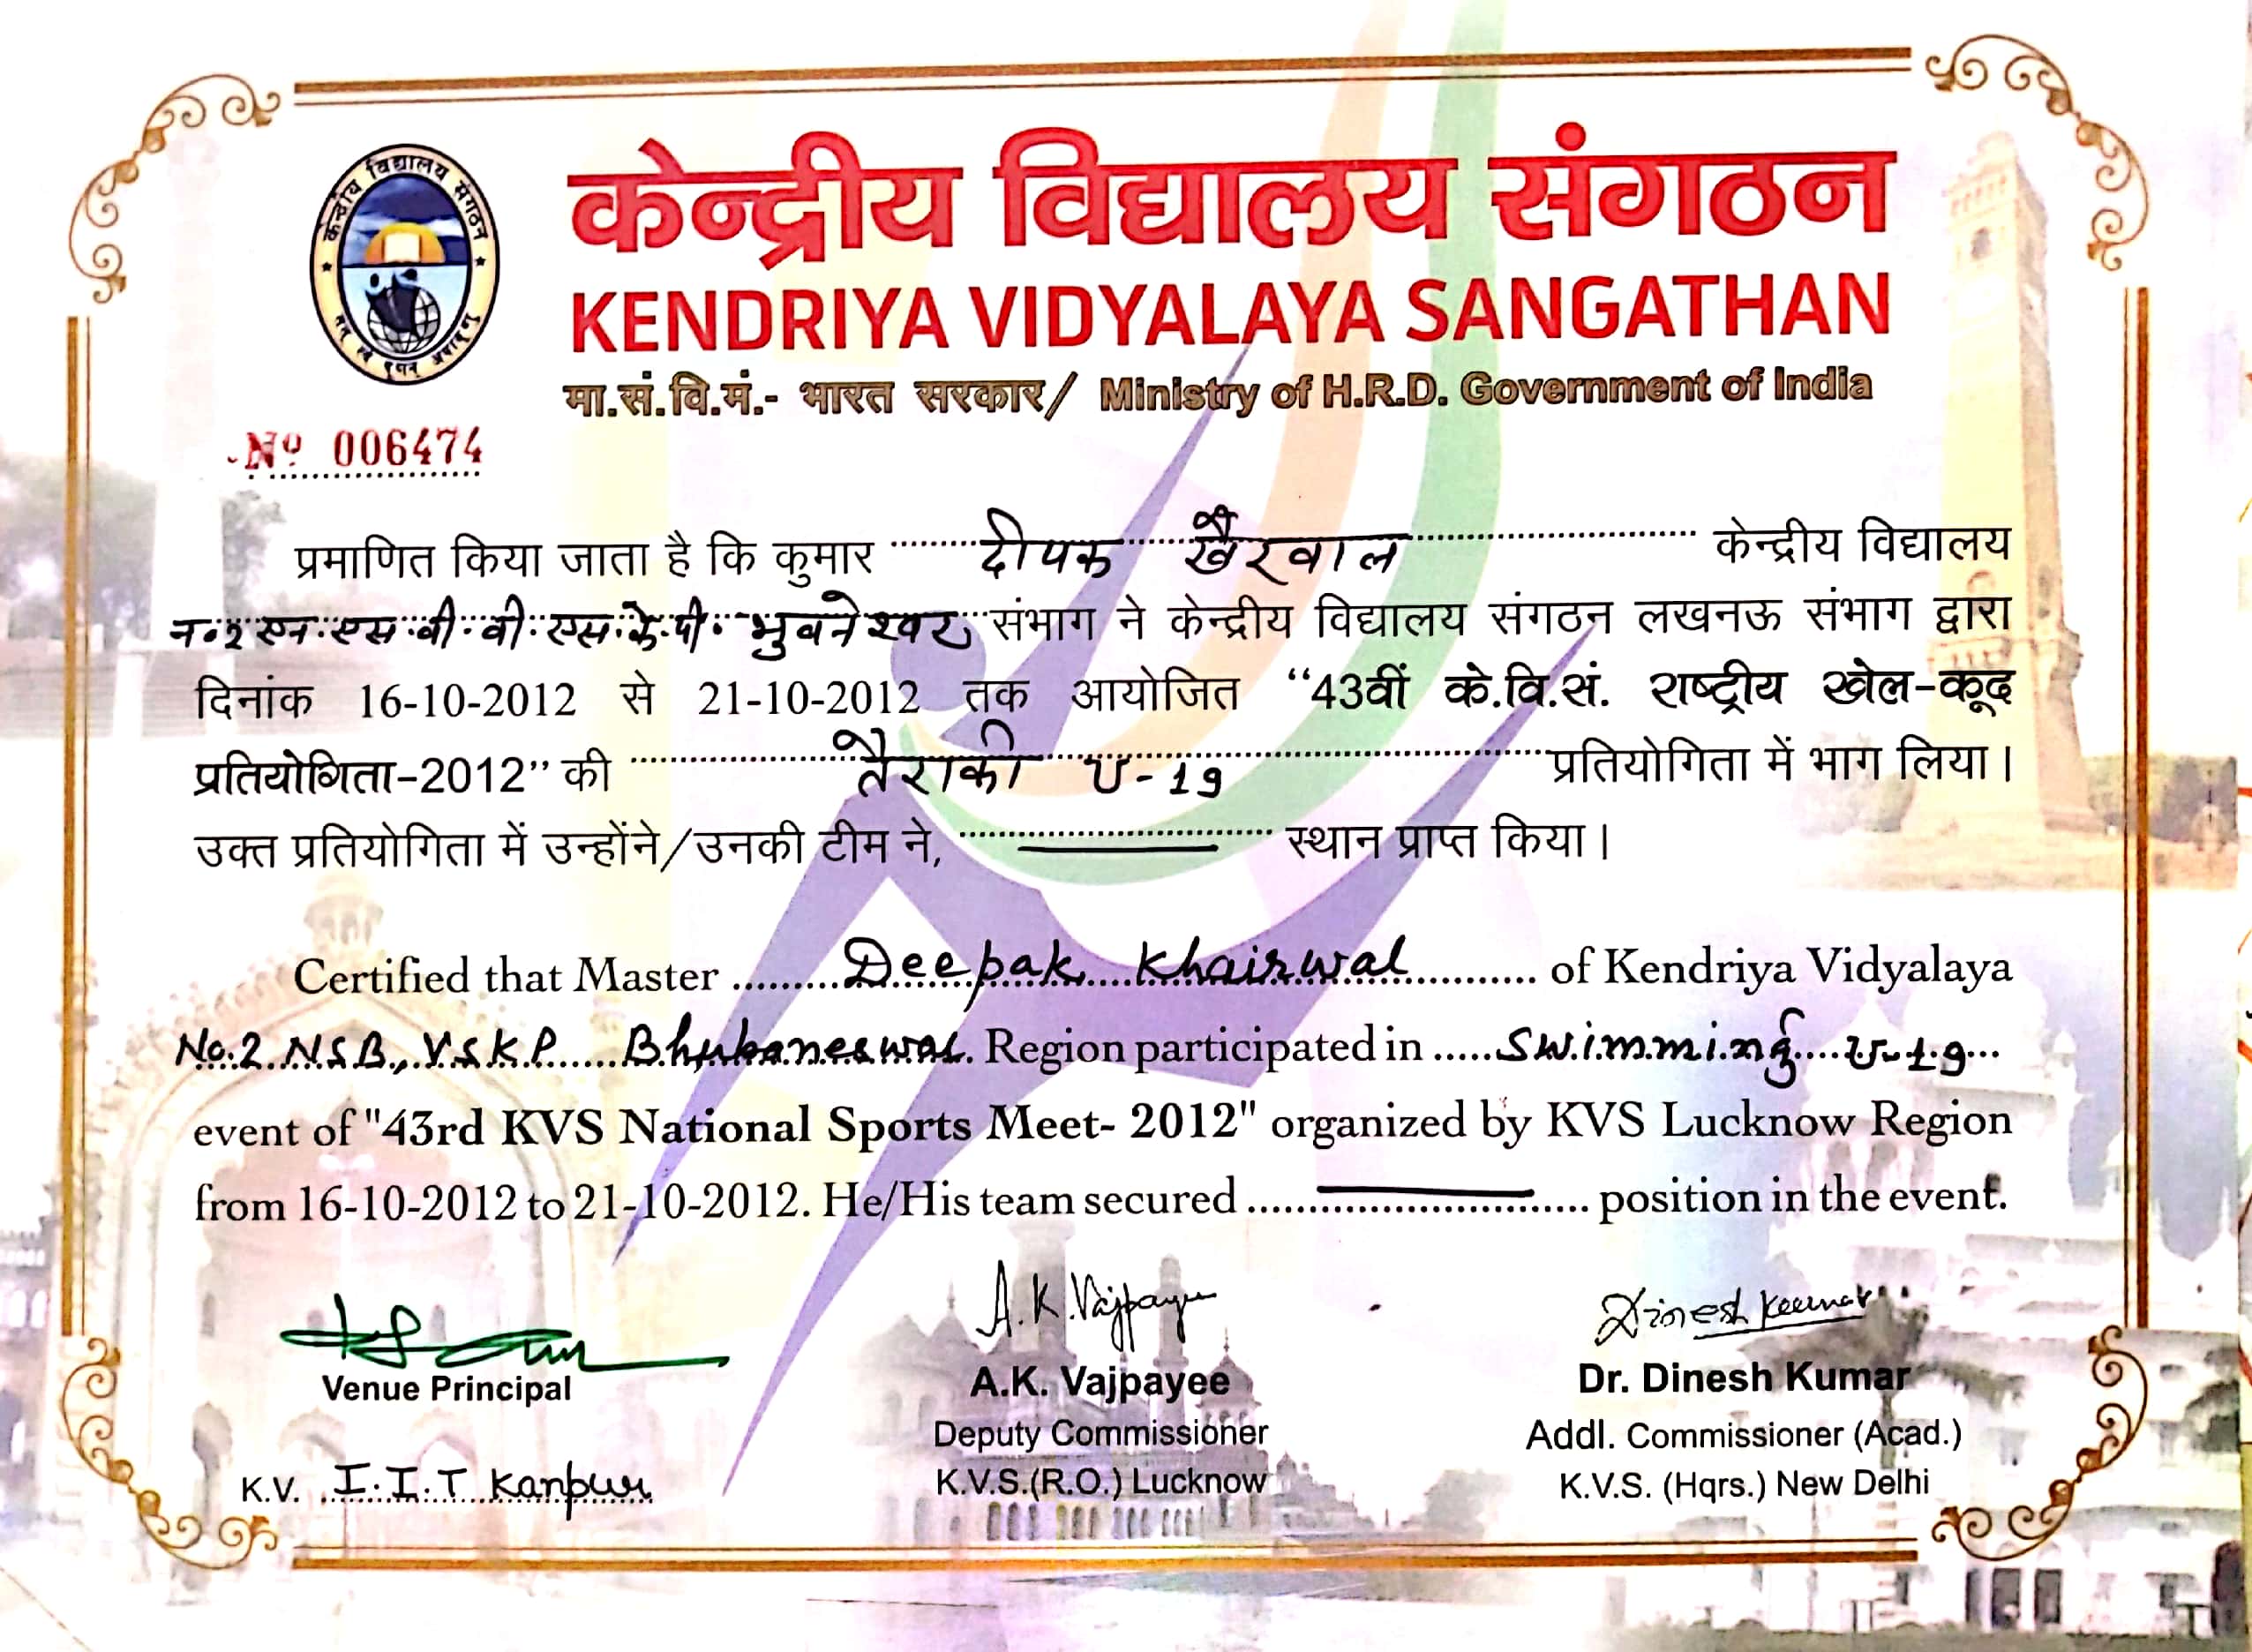 केन्द्रीय विद्यालय संगठन
तत् त्वं पूषन् अपावृणु
केन्द्रीय विद्यालय संगठन
KENDRIYA VIDYALAYA SANGATHAN
मा.सं.वि.मं.- भारत सरकार/ Ministry of H.R.D. Government of India
Nº 006474
प्रमाणित किया जाता है कि कुमार दीपक खैरवाल केन्द्रीय विद्यालय
न०२ एन एस बी वी एस के पी भुवनेश्वर संभाग ने केन्द्रीय विद्यालय संगठन लखनऊ संभाग द्वारा
दिनांक 16-10-2012 से 21-10-2012 तक आयोजित “43वीं के.वि.सं. राष्ट्रीय खेल-कूद
प्रतियोगिता-2012” की तैराकी U-19 प्रतियोगिता में भाग लिया।
उक्त प्रतियोगिता में उन्होंने/उनकी टीम ने, स्थान प्राप्त किया।
Certified that Master Deepak Khairwal of Kendriya Vidyalaya
No.2 NSB, VSKP Bhubaneswar Region participated in Swimming U-19
event of "43rd KVS National Sports Meet- 2012" organized by KVS Lucknow Region
from 16-10-2012 to 21-10-2012. He/His team secured position in the event.
A.K. Vajpayee Dinesh Kumar
Venue Principal A.K. Vajpayee Dr. Dinesh Kumar
Deputy Commissioner Addl. Commissioner (Acad.)
K.V. I.I.T Kanpur K.V.S.(R.O.) Lucknow K.V.S. (Hqrs.) New Delhi